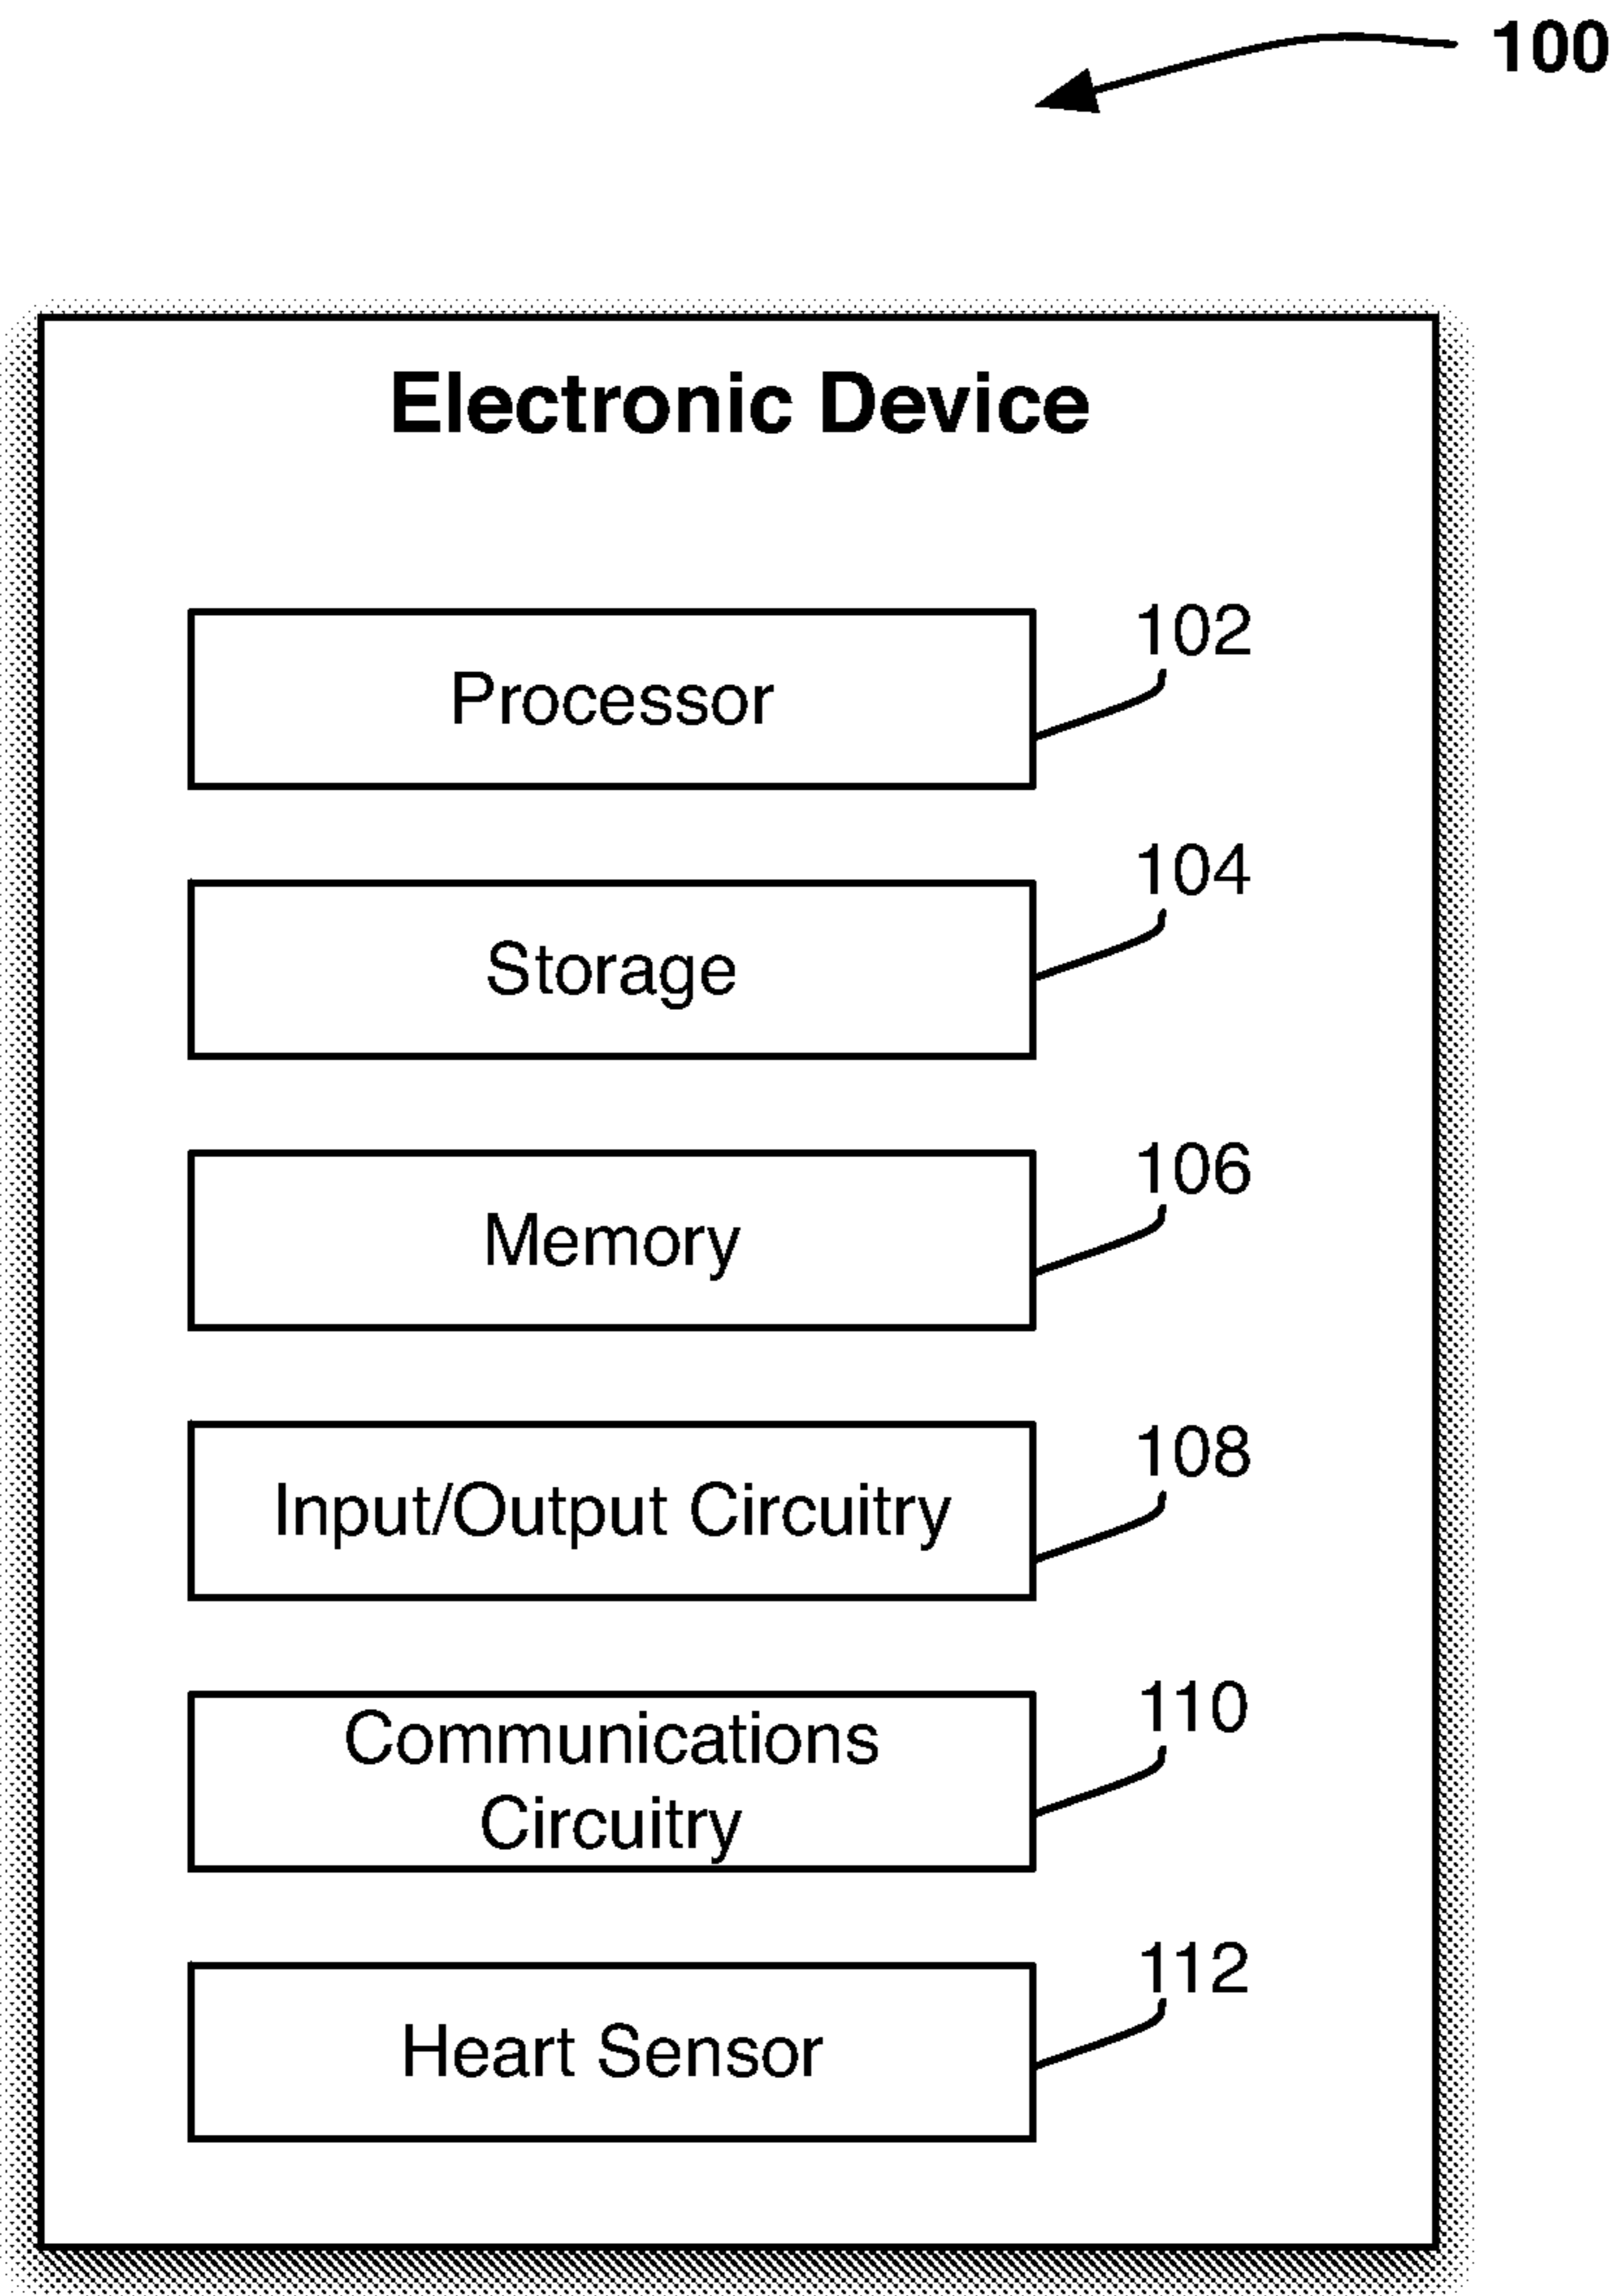 100
Electronic Device
102
Processor
104
Storage
106
Memory
108
Input/Output Circuitry
110
Communications
Circuitry
112
Heart Sensor